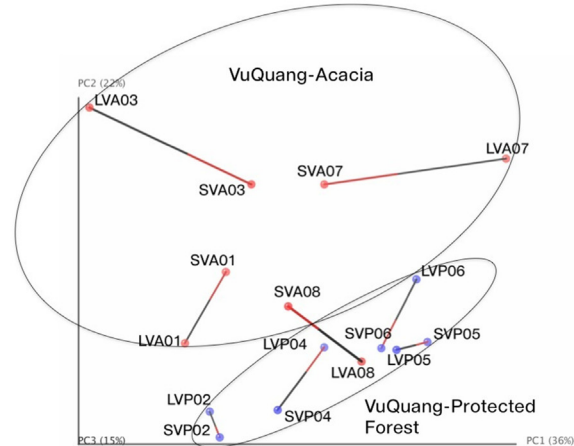 PC2 (22%)
VuQuang-Acacia
LVA03
LVA07
SVA07
SVA03
SVA01
LVP06
SVA08
SVP06
SVP05
LVA01
LVP04
LVP05
LVA08
LVP02
VuQuang-Protected
Forest
SVP04
SVP02
PC3 (15%)
PC1 (36%)